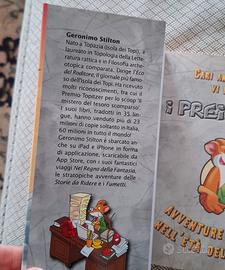 Geronimo Stilton
Nato a Topazia (Isola dei Topi), è
laureato in Topologia della Lette-
ratura rattica e in Filosofia arche-
otopica comparata. Dirige l'Eco
del Roditore, il giornale più famo-
so dell'Isola dei Topi. Ha ricevuto
molti riconoscimenti, tra cui il
Premio Topitzer per lo scoop "Il
mistero del tesoro scomparso".
I suoi libri, tradotti in 35 lin-
gue, hanno venduto più di 23
milioni di copie soltanto in Italia,
60 milioni in tutto il mondo!
Geronimo Stilton è sbarcato an-
che su iPad e iPhone in forma
di applicazione, scaricabile da
App Store, con i suoi fantastici
viaggi Nel Regno della Fantasia,
le stratopiche avventure delle
Storie da Ridere e i Fumetti.
CARI AM
VI
I PREI
AVVENTURE
NELL'ETÀ DEL